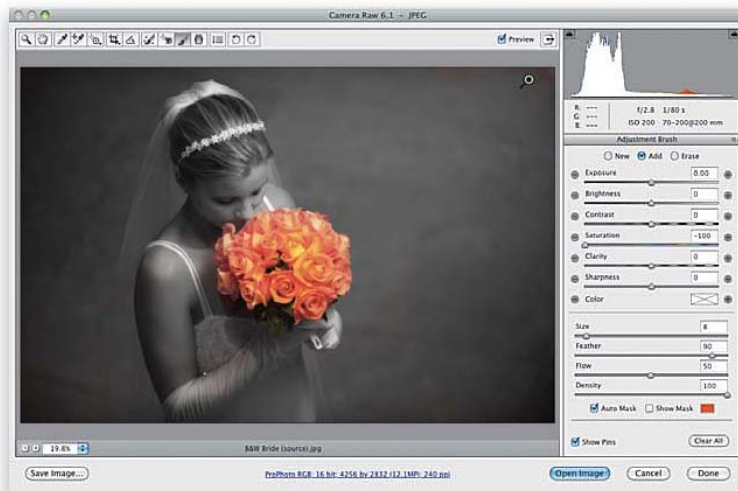 Camera Raw 6.1 – JPEG
Preview
R: ---
G: ---
B: ---
f/2.8 1/80 s
ISO 200 70-200@200 mm
Adjustment Brush
New Add Erase
Exposure 0.00
Brightness 0
Contrast 0
Saturation -100
Clarity 0
Sharpness 0
Color
Size 8
Feather 90
Flow 50
Density 100
Auto Mask Show Mask
Show Pins Clear All
19.8% B&W Bride (source).jpg
Save Image... ProPhoto RGB; 16 bit; 4256 by 2832 (12.1MP); 240 ppi Open Image Cancel Done